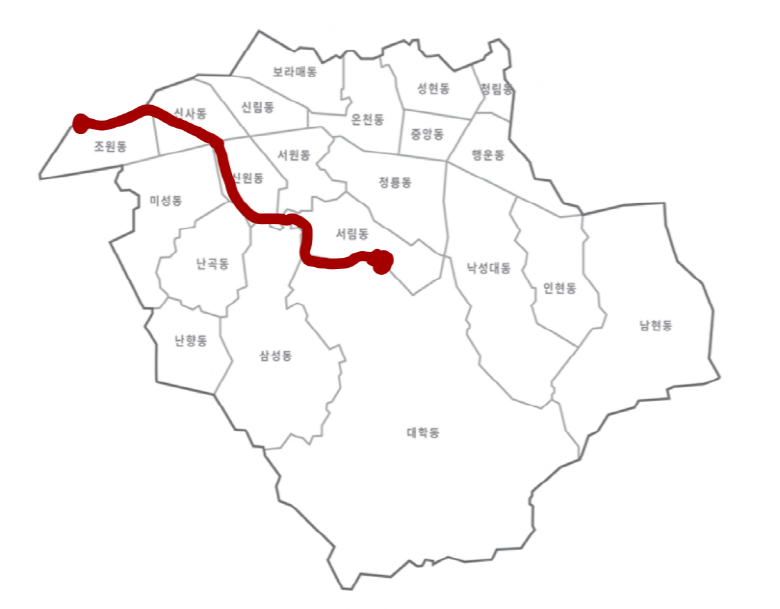 보라매동
성현동
청림동
신사동
신림동
온천동
중앙동
조원동
서원동
행운동
신원동
정룡동
미성동
서림동
난곡동
낙성대동
인현동
남현동
난향동
삼성동
대학동